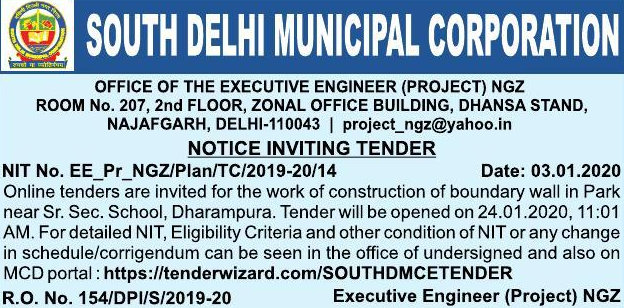 SOUTH DELHI MUNICIPAL CORPORATION
OFFICE OF THE EXECUTIVE ENGINEER (PROJECT) NGZ
ROOM No. 207, 2nd FLOOR, ZONAL OFFICE BUILDING, DHANSA STAND,
NAJAFGARH, DELHI-110043 | project_ngz@yahoo.in
NOTICE INVITING TENDER
NIT No. EE_Pr_NGZ/Plan/TC/2019-20/14 Date: 03.01.2020
Online tenders are invited for the work of construction of boundary wall in Park
near Sr. Sec. School, Dharampura. Tender will be opened on 24.01.2020, 11:01
AM. For detailed NIT, Eligibility Criteria and other condition of NIT or any change
in schedule/corrigendum can be seen in the office of undersigned and also on
MCD portal : https://tenderwizard.com/SOUTHDMCETENDER
R.O. No. 154/DPI/S/2019-20 Executive Engineer (Project) NGZ